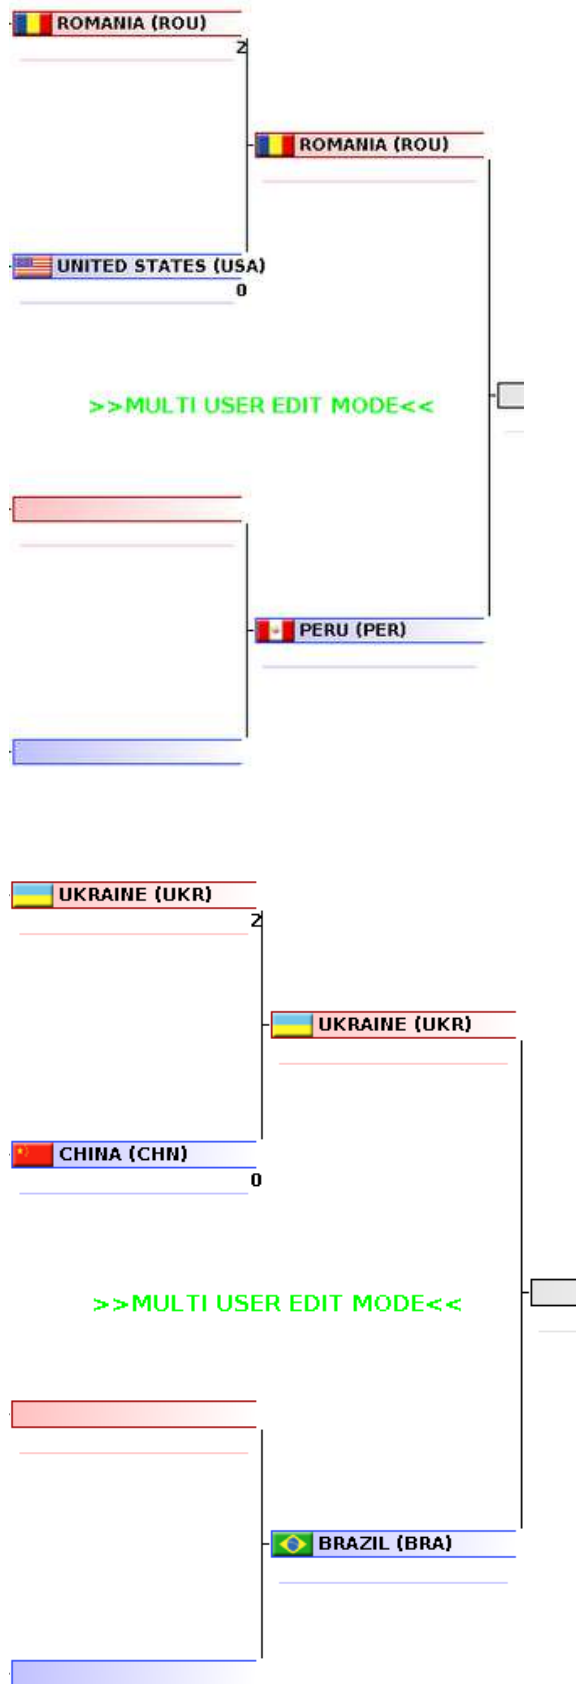 ROMANIA (ROU)
2
ROMANIA (ROU)
UNITED STATES (USA)
0
>>MULTI USER EDIT MODE<<
PERU (PER)
UKRAINE (UKR)
2
UKRAINE (UKR)
CHINA (CHN)
0
>>MULTI USER EDIT MODE<<
BRAZIL (BRA)